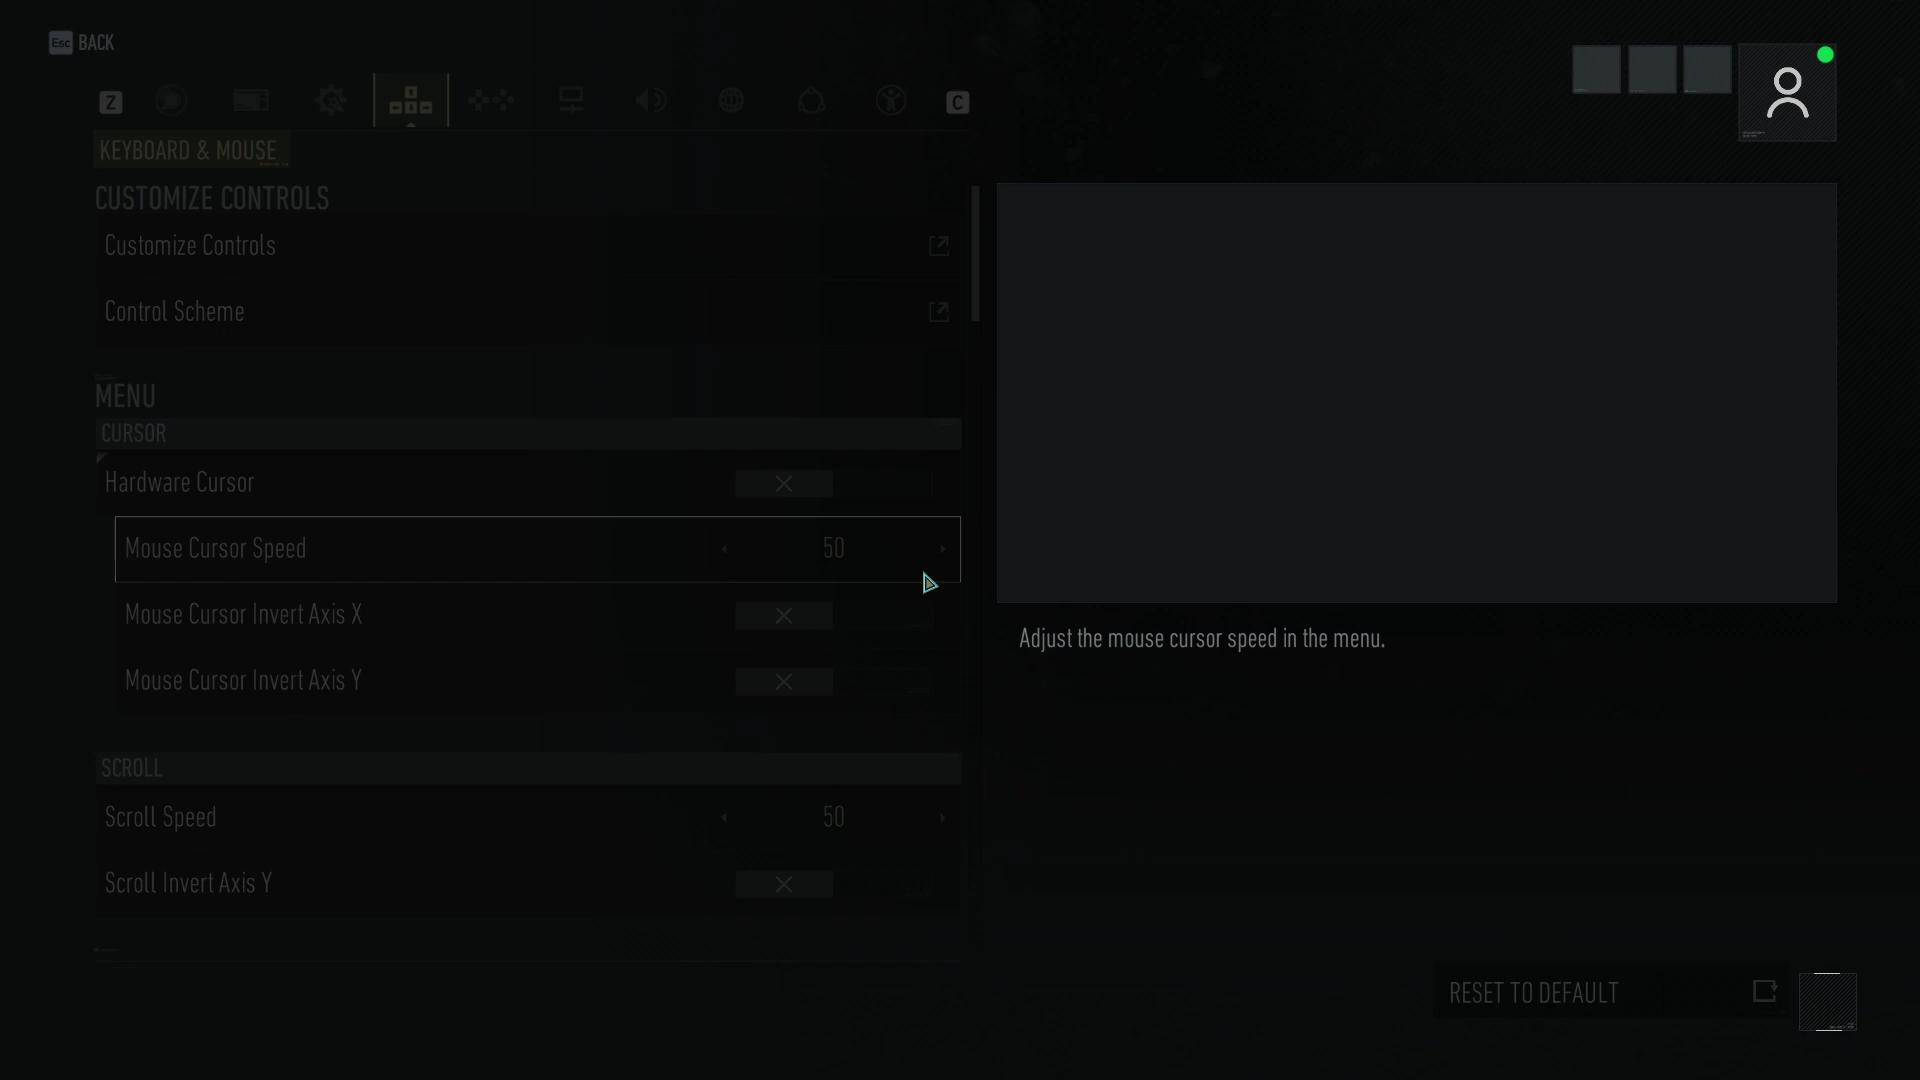 Esc BACK
Z
C
KEYBOARD & MOUSE
CUSTOMIZE CONTROLS
Customize Controls
Control Scheme
MENU
CURSOR
Hardware Cursor
Mouse Cursor Speed 50
Mouse Cursor Invert Axis X
Mouse Cursor Invert Axis Y
SCROLL
Scroll Speed 50
Scroll Invert Axis Y
Adjust the mouse cursor speed in the menu.
RESET TO DEFAULT